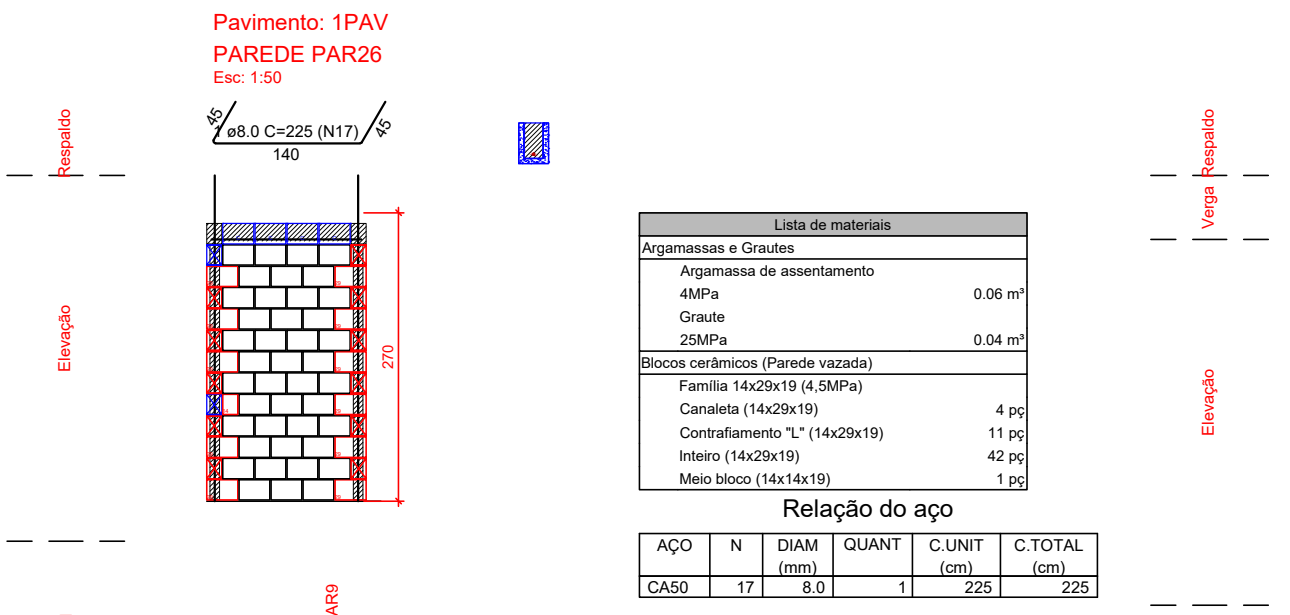 Pavimento: 1PAV
PAREDE PAR26
Esc: 1:50
45
1 ø8.0 C=225 (N17)
45
140
Respaldo
Elevação
270
AR9
Lista de materiais
Argamassas e Grautes
Argamassa de assentamento
4MPa 0.06 m³
Graute
25MPa 0.04 m³
Blocos cerâmicos (Parede vazada)
Família 14x29x19 (4,5MPa)
Canaleta (14x29x19) 4 pç
Contrafiamento "L" (14x29x19) 11 pç
Inteiro (14x29x19) 42 pç
Meio bloco (14x14x19) 1 pç
Relação do aço
AÇO N DIAM QUANT C.UNIT C.TOTAL
(mm) (cm) (cm)
CA50 17 8.0 1 225 225
Respaldo
Verga
Elevação